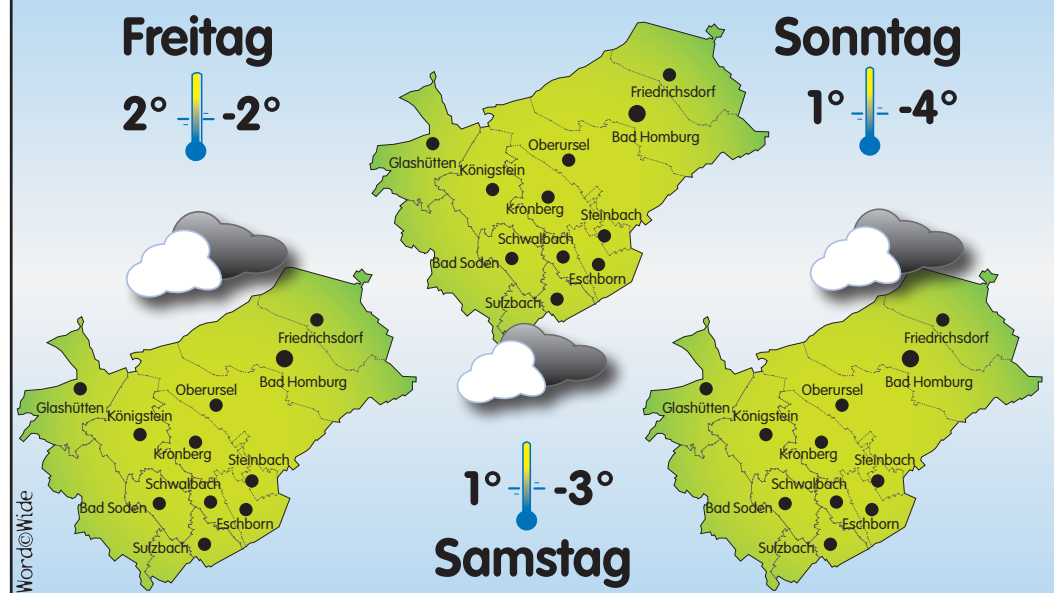 Freitag
2° -2°
Friedrichsdorf
Bad Homburg
Oberursel
Glashütten
Königstein
Kronberg
Steinbach
Schwalbach
Bad Soden
Eschborn
Sulzbach
Samstag
1° -3°
Friedrichsdorf
Bad Homburg
Oberursel
Glashütten
Königstein
Kronberg
Steinbach
Schwalbach
Bad Soden
Eschborn
Sulzbach
Sonntag
1° -4°
Friedrichsdorf
Bad Homburg
Oberursel
Glashütten
Königstein
Kronberg
Steinbach
Schwalbach
Bad Soden
Eschborn
Sulzbach
Word©Wide